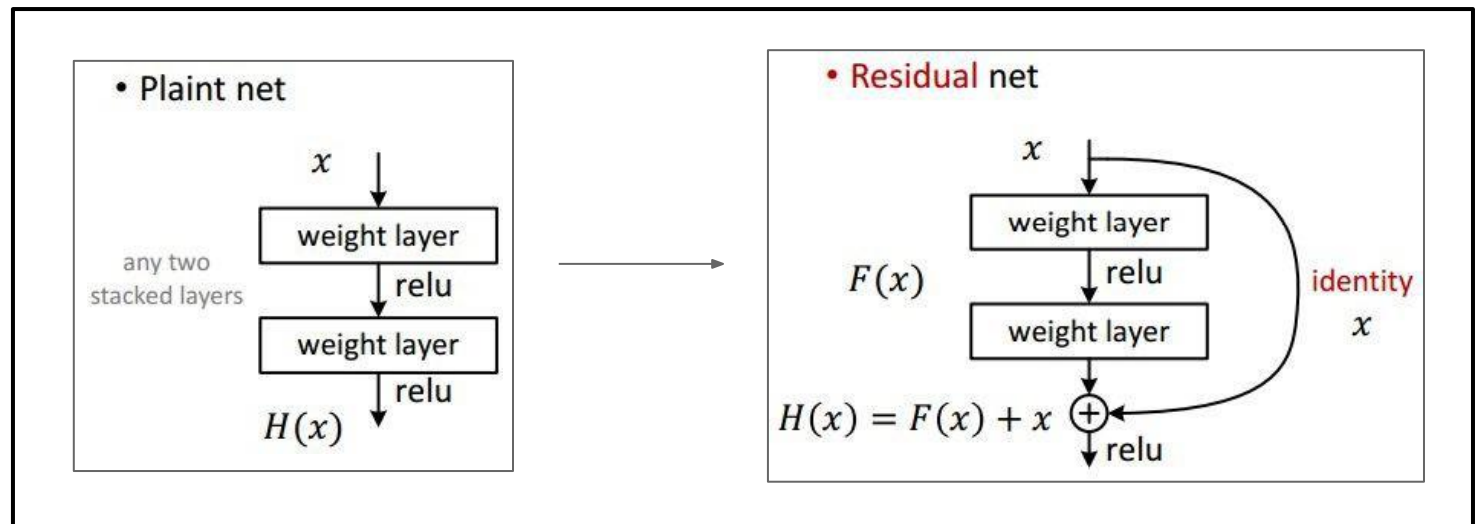 • Plaint net
x
weight layer
any two
stacked layers
relu
weight layer
relu
H(x)
• Residual net
x
weight layer
F(x)
relu
identity
x
weight layer
H(x) = F(x) + x
relu